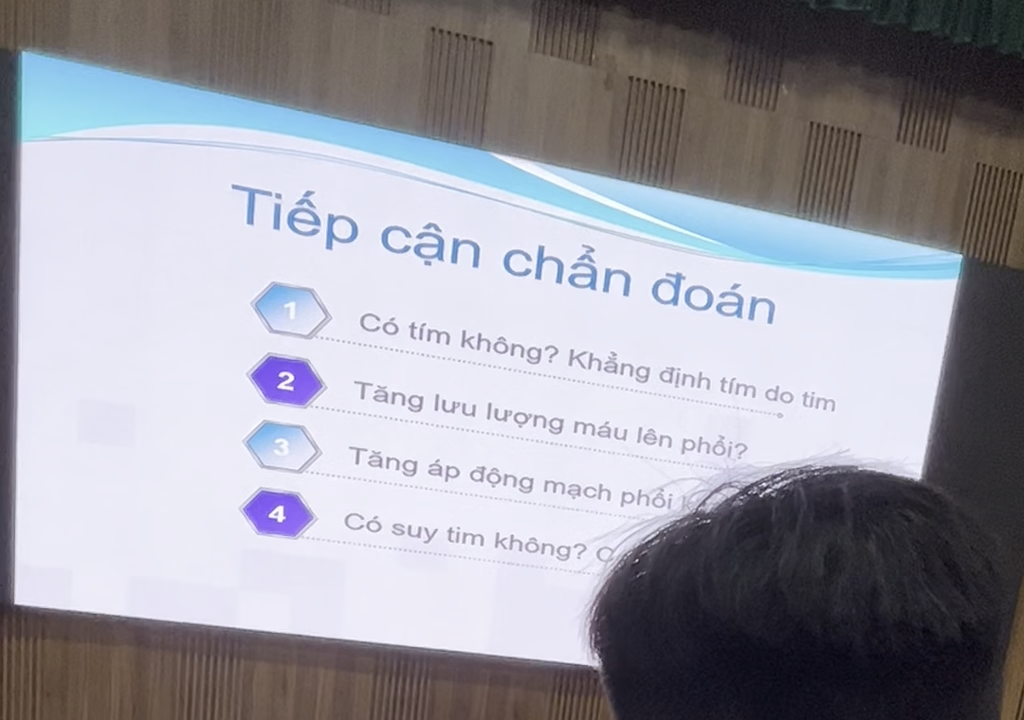 Tiếp cận chẩn đoán
1 Có tím không? Khẳng định tím do tim
2 Tăng lưu lượng máu lên phổi?
3 Tăng áp động mạch phổi
4 Có suy tim không?